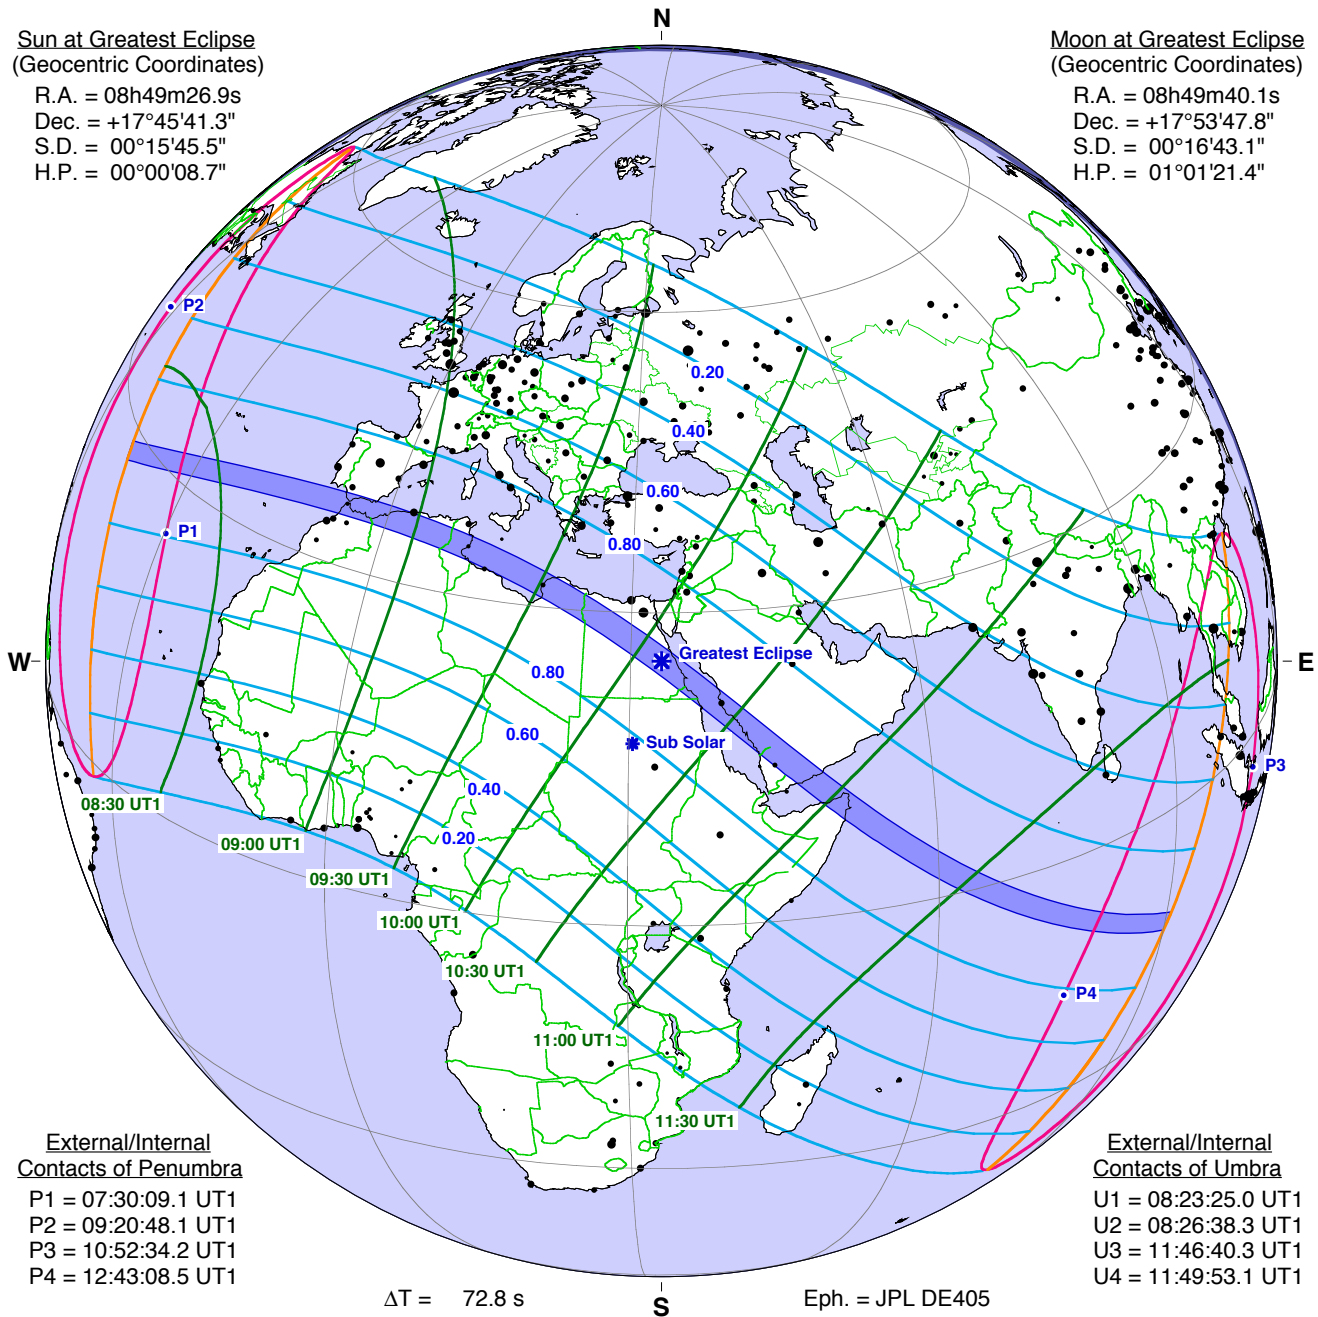 N
Sun at Greatest Eclipse
(Geocentric Coordinates)
R.A. = 08h49m26.9s
Dec. = +17°45'41.3"
S.D. = 00°15'45.5"
H.P. = 00°00'08.7"
Moon at Greatest Eclipse
(Geocentric Coordinates)
R.A. = 08h49m40.1s
Dec. = +17°53'47.8"
S.D. = 00°16'43.1"
H.P. = 01°01'21.4"
P2
0.20
0.40
0.60
P1
0.80
Greatest Eclipse
W
E
0.80
0.60
Sub Solar
P3
0.40
08:30 UT1
0.20
09:00 UT1
09:30 UT1
10:00 UT1
10:30 UT1
P4
11:00 UT1
11:30 UT1
External/Internal
Contacts of Penumbra
P1 = 07:30:09.1 UT1
P2 = 09:20:48.1 UT1
P3 = 10:52:34.2 UT1
P4 = 12:43:08.5 UT1
External/Internal
Contacts of Umbra
U1 = 08:23:25.0 UT1
U2 = 08:26:38.3 UT1
U3 = 11:46:40.3 UT1
U4 = 11:49:53.1 UT1
ΔT = 72.8 s
S
Eph. = JPL DE405